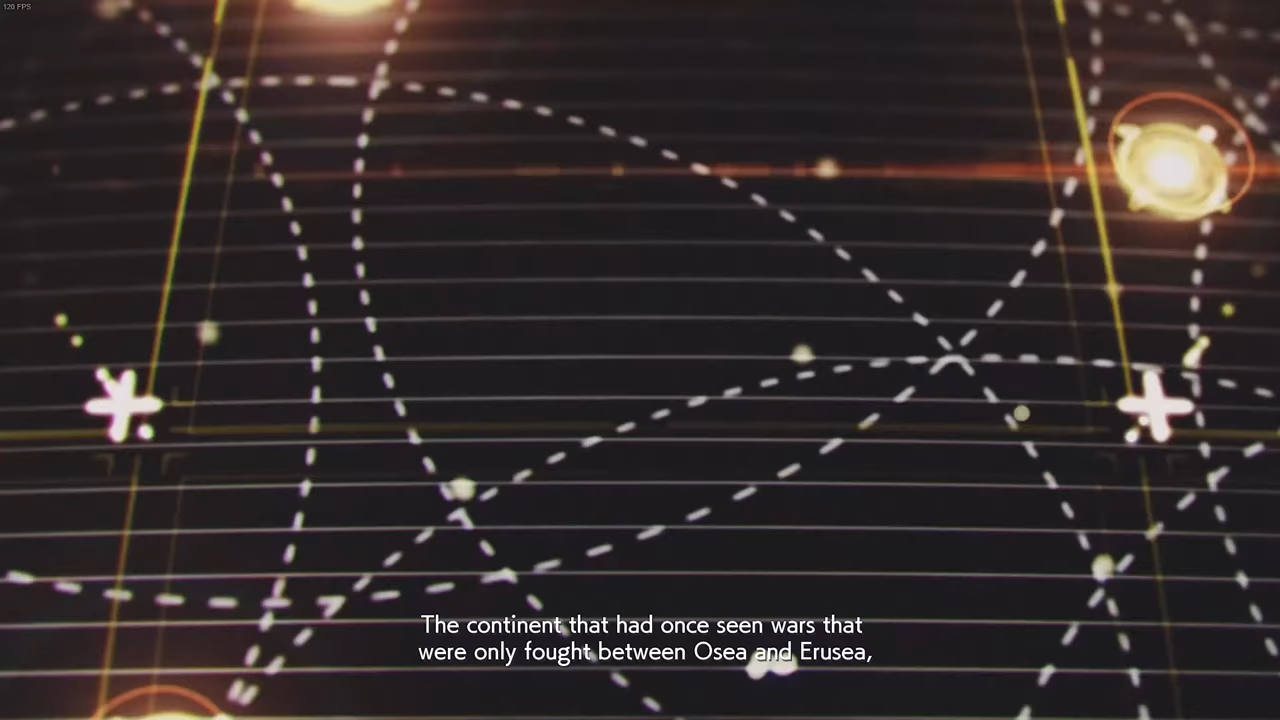 120 FPS
The continent that had once seen wars that
were only fought between Osea and Erusea,